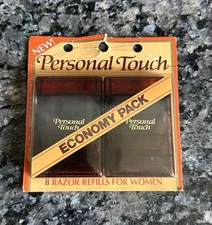 NEW!
Personal Touch
Personal
Touch
Personal
Touch
ECONOMY PACK
8 RAZOR REFILLS FOR WOMEN